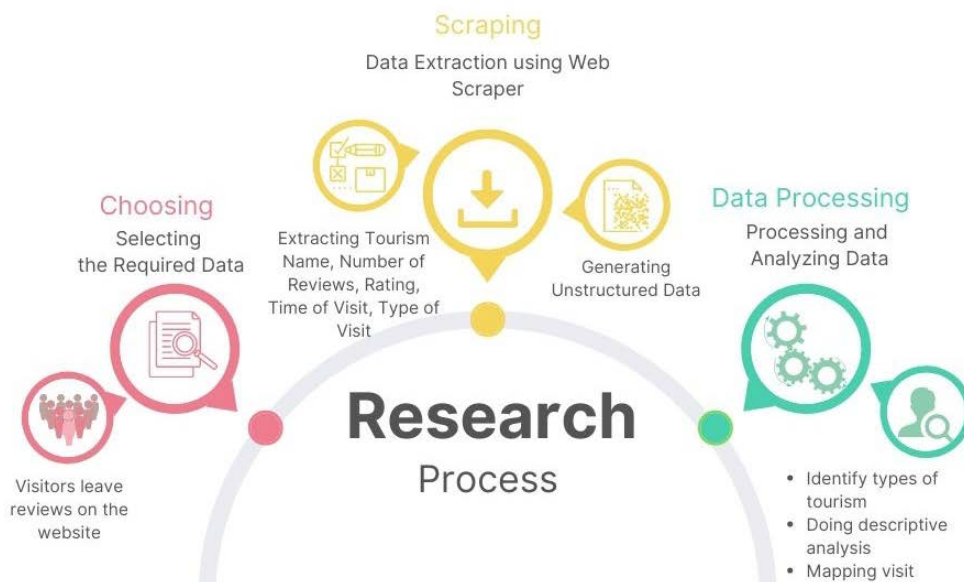 Scraping
Data Extraction using Web
Scraper
Choosing
Selecting
the Required Data
Visitors leave
reviews on the
website
Extracting Tourism
Name, Number of
Reviews, Rating,
Time of Visit, Type of
Visit
Generating
Unstructured Data
Data Processing
Processing and
Analyzing Data
• Identify types of
tourism
• Doing descriptive
analysis
• Mapping visit
Research
Process